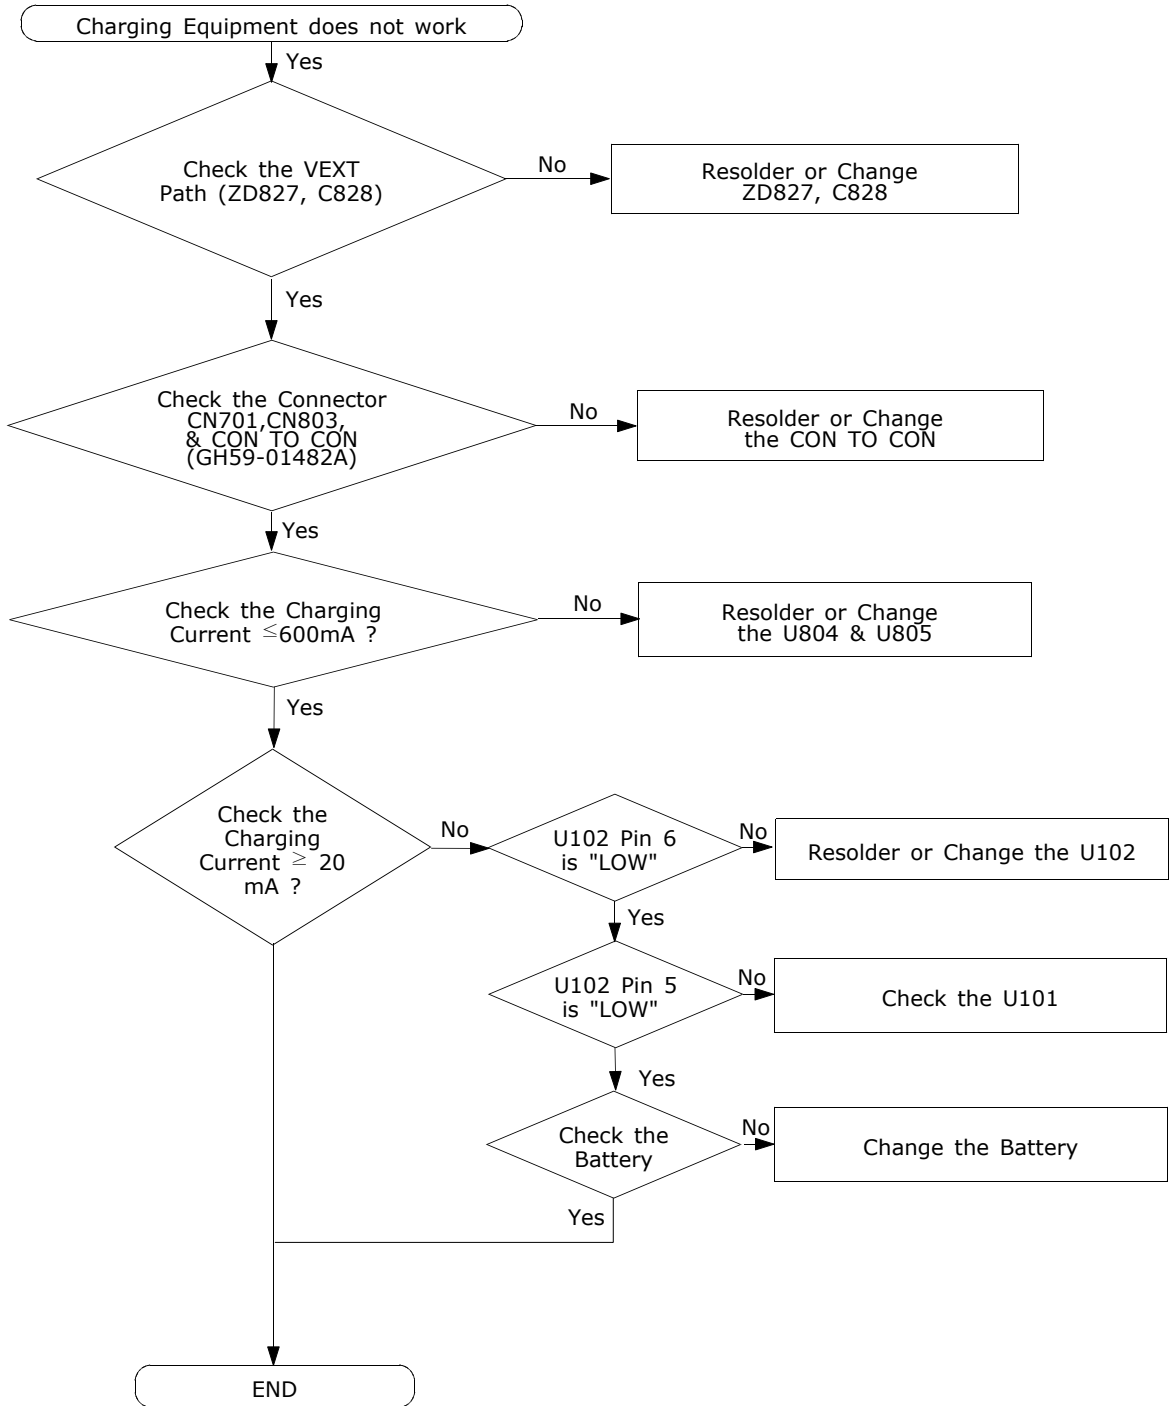 Charging Equipment does not work
Yes
Check the VEXT
Path (ZD827, C828)
No
Resolder or Change
ZD827, C828
Yes
Check the Connector
CN701,CN803,
& CON TO CON
(GH59-01482A)
No
Resolder or Change
the CON TO CON
Yes
Check the Charging
Current ≤600mA ?
No
Resolder or Change
the U804 & U805
Yes
Check the
Charging
Current ≥ 20
mA ?
No
U102 Pin 6
is "LOW"
No
Resolder or Change the U102
Yes
U102 Pin 5
is "LOW"
No
Check the U101
Yes
Check the
Battery
No
Change the Battery
Yes
END